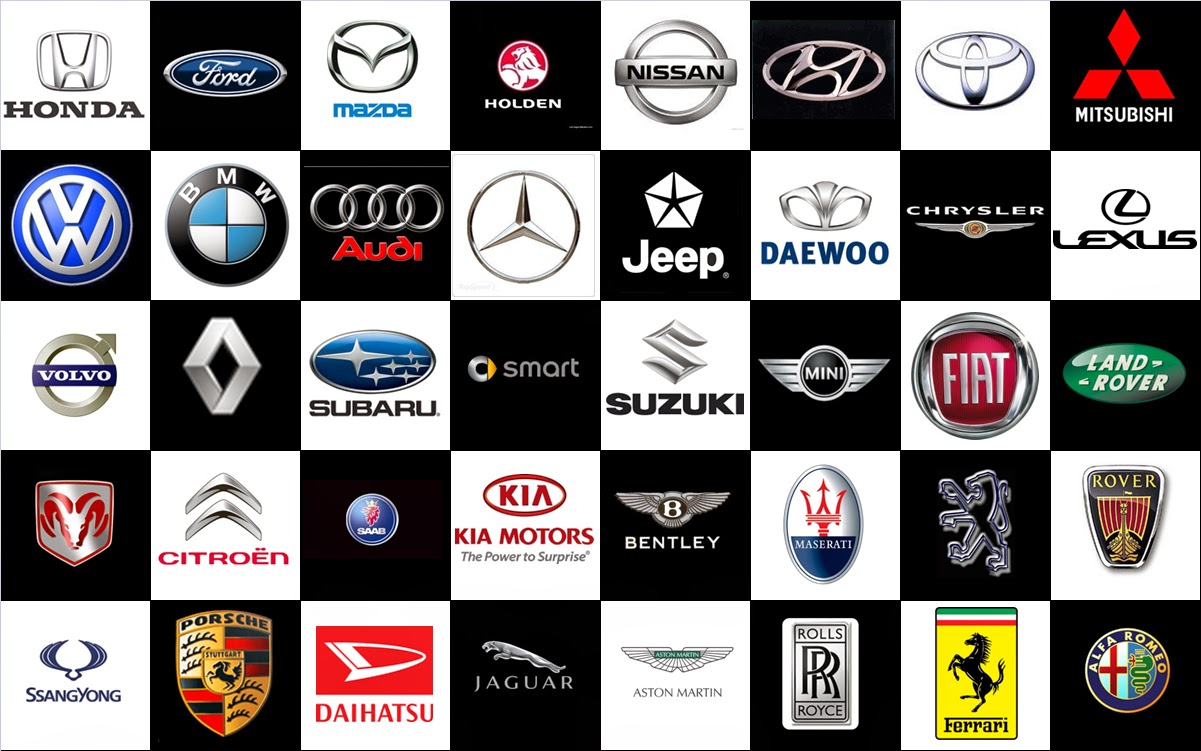 HONDA
Ford
mazda
HOLDEN
NISSAN
MITSUBISHI
BMW
Audi
TopSpeed
Jeep®
DAEWOO
CHRYSLER
LEXUS
VOLVO
SUBARU®
smart
SUZUKI
MINI
FIAT
LAND-
-ROVER
CITROËN
SAAB
KIA
KIA MOTORS
The Power to Surprise®
B
BENTLEY
MASERATI
ROVER
SSANGYONG
PORSCHE
STUTTGART
DAIHATSU
JAGUAR
ASTON MARTIN
ASTON MARTIN
ROLLS
RR
ROYCE
Ferrari
ALFA ROMEO